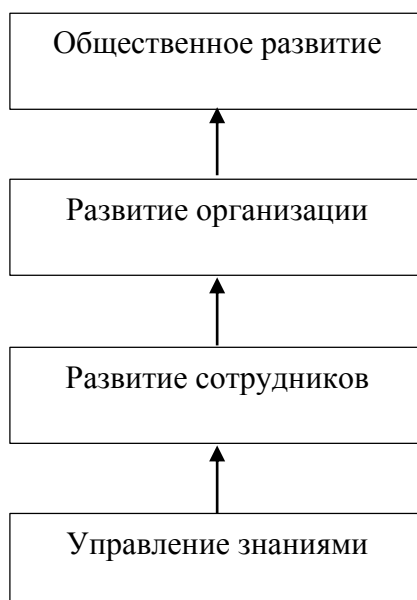 Общественное развитие
Развитие организации
Развитие сотрудников
Управление знаниями